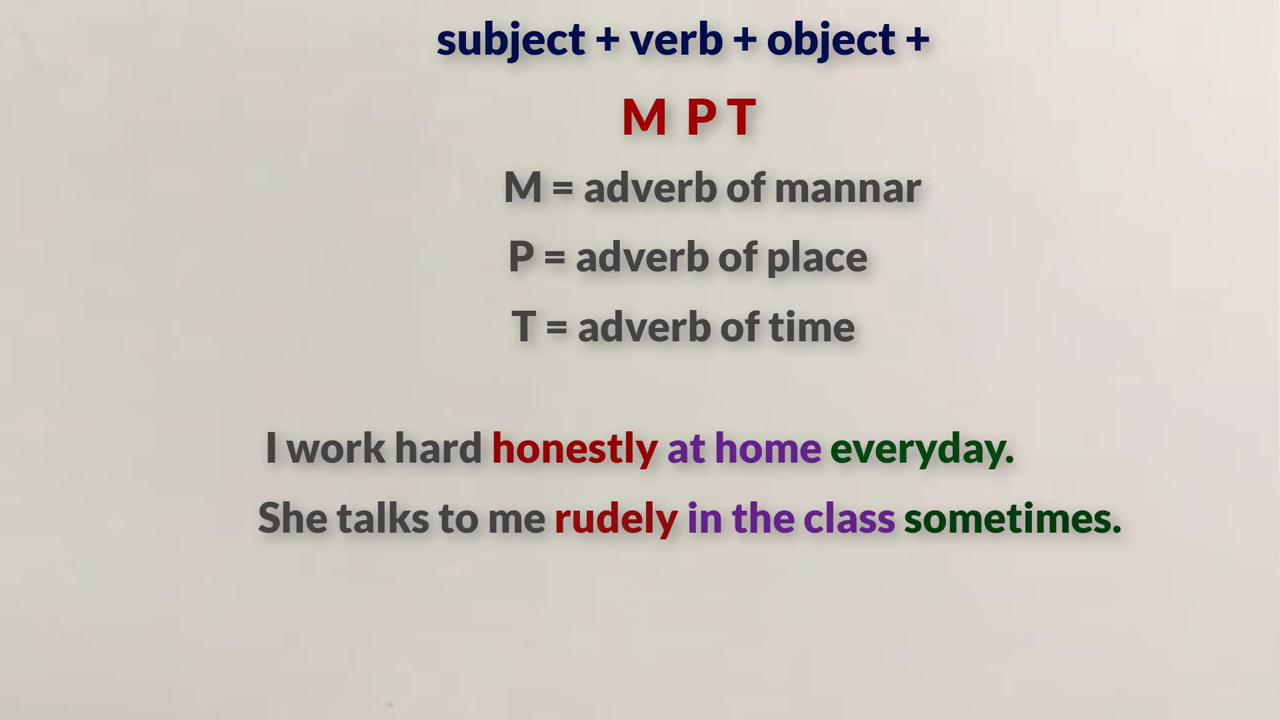 subject + verb + object +
M P T
M = adverb of mannar
P = adverb of place
T = adverb of time
I work hard honestly at home everyday.
She talks to me rudely in the class sometimes.